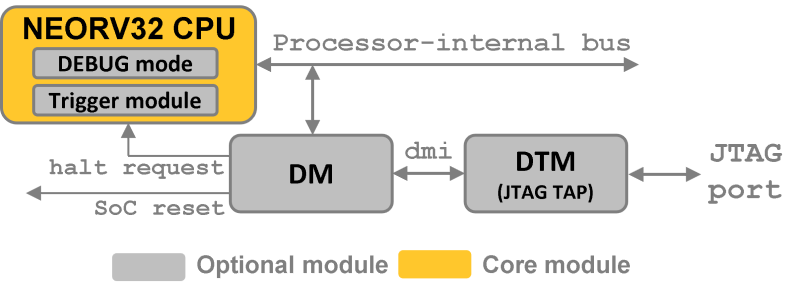 NEORV32 CPU
DEBUG mode
Trigger module
Processor-internal bus
halt request
SoC reset
DM
dmi
DTM
(JTAG TAP)
JTAG
port
Optional module
Core module